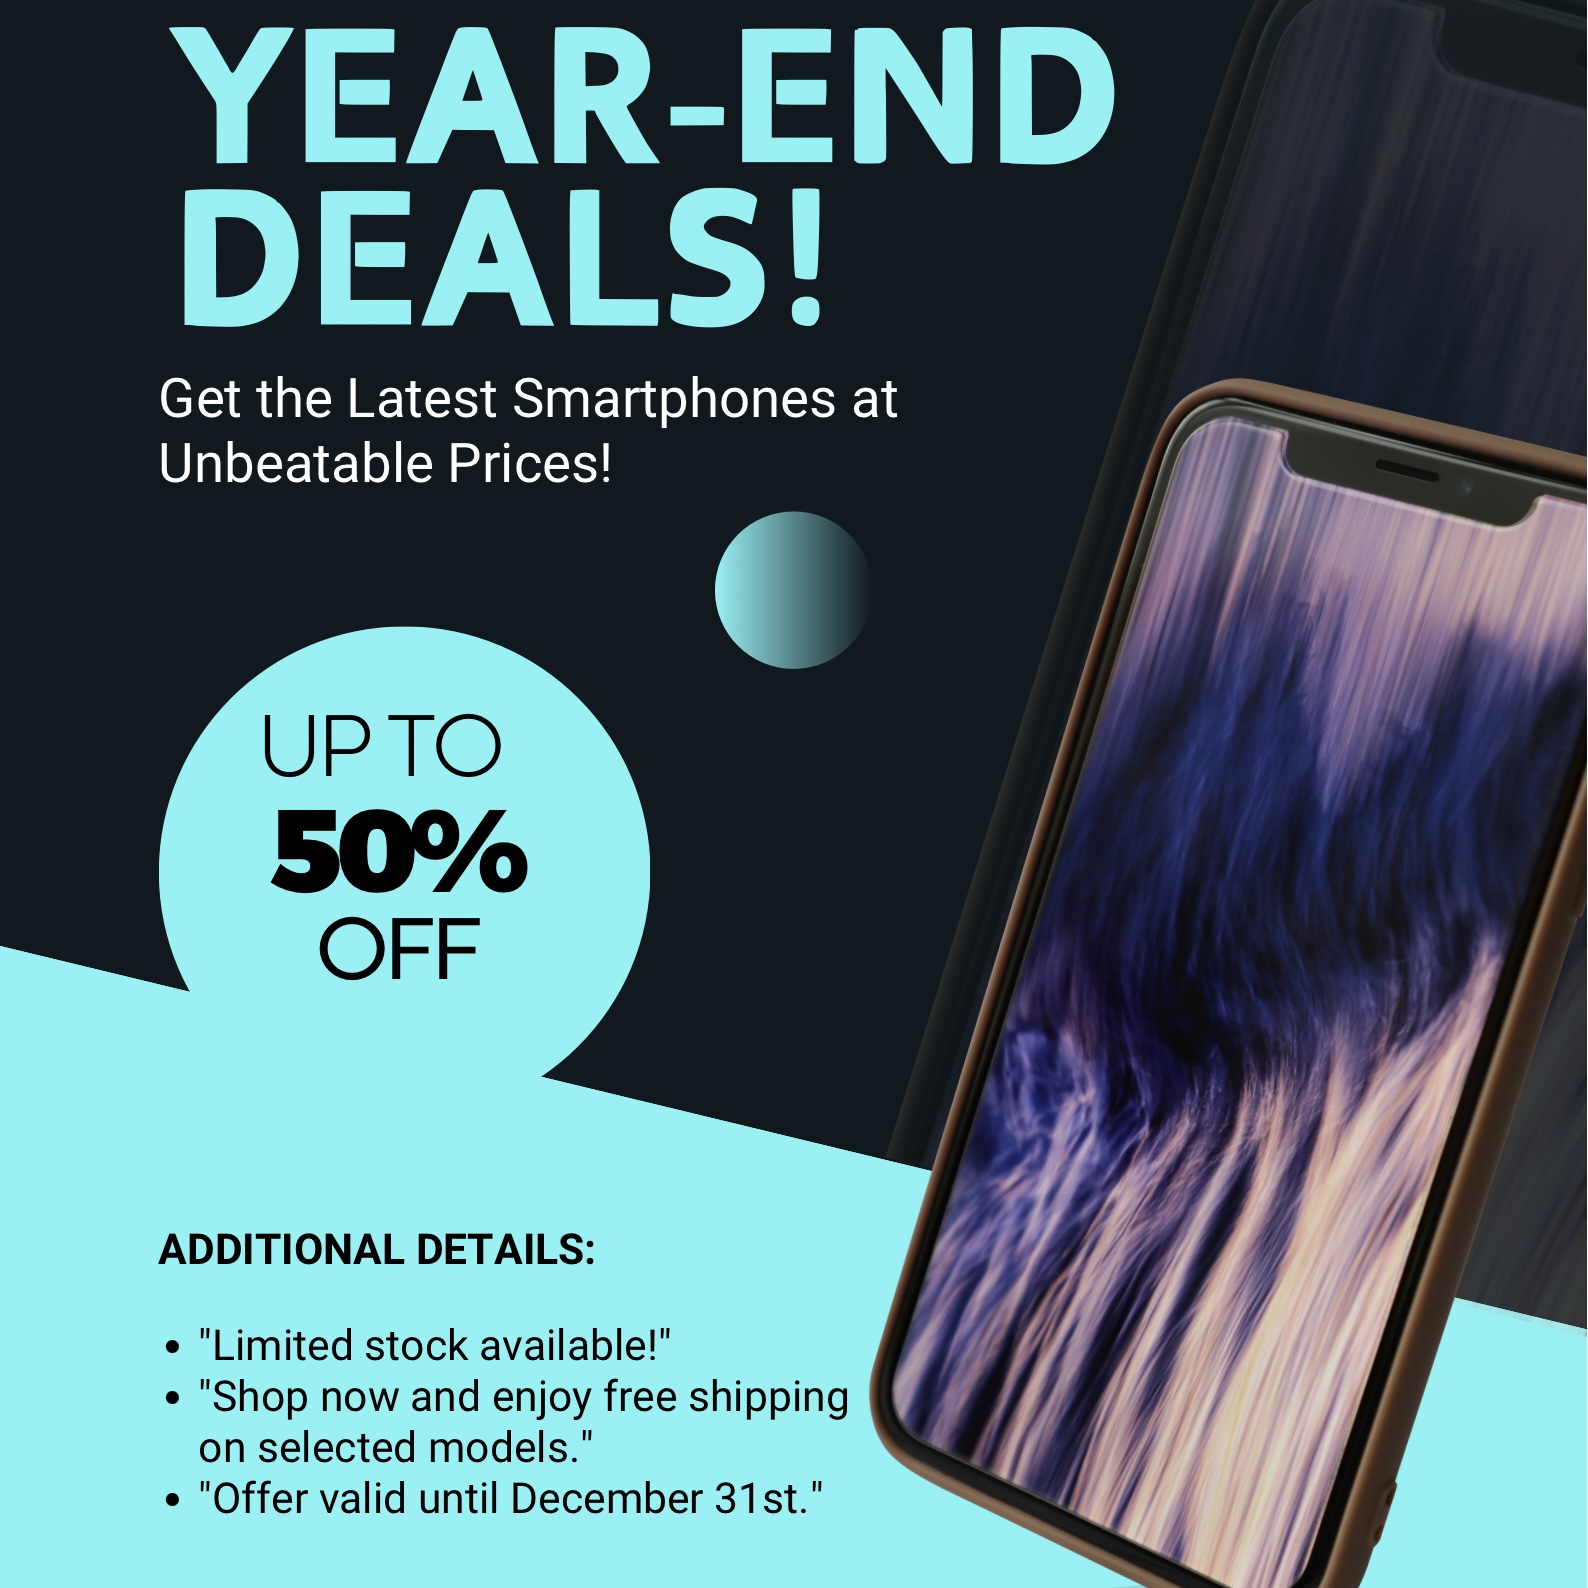 YEAR-END
DEALS!
Get the Latest Smartphones at
Unbeatable Prices!
UP TO
50%
OFF
ADDITIONAL DETAILS:
• "Limited stock available!"
• "Shop now and enjoy free shipping
on selected models."
• "Offer valid until December 31st."